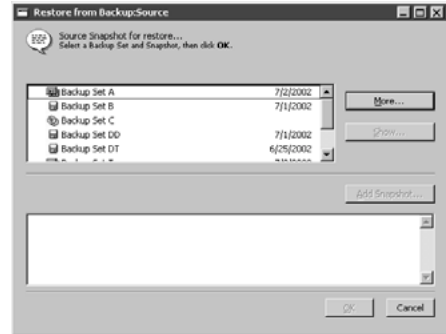 Restore from Backup:Source
Source Snapshot for restore...
Select a Backup Set and Snapshot, then click OK.
Backup Set A 7/2/2002
Backup Set B 7/1/2002
Backup Set C
Backup Set DD 7/1/2002
Backup Set DT 6/25/2002
More...
Show...
Add Snapshot...
OK
Cancel